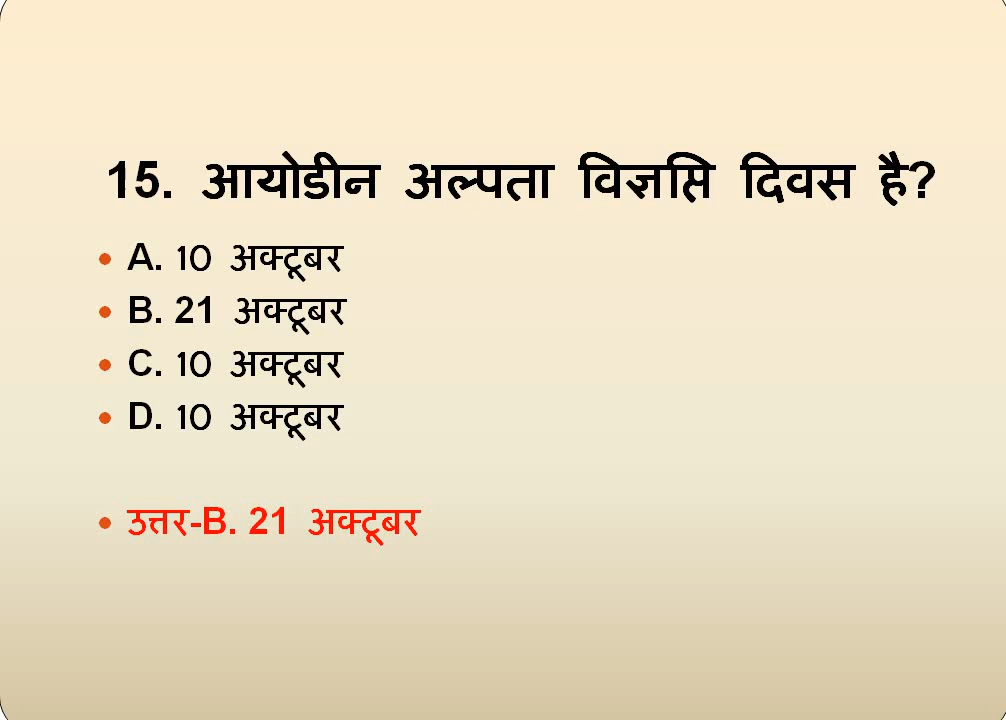 15. आयोडीन अल्पता विज्ञप्ति दिवस है?
• A. 10 अक्टूबर
• B. 21 अक्टूबर
• C. 10 अक्टूबर
• D. 10 अक्टूबर
• उत्तर-B. 21 अक्टूबर